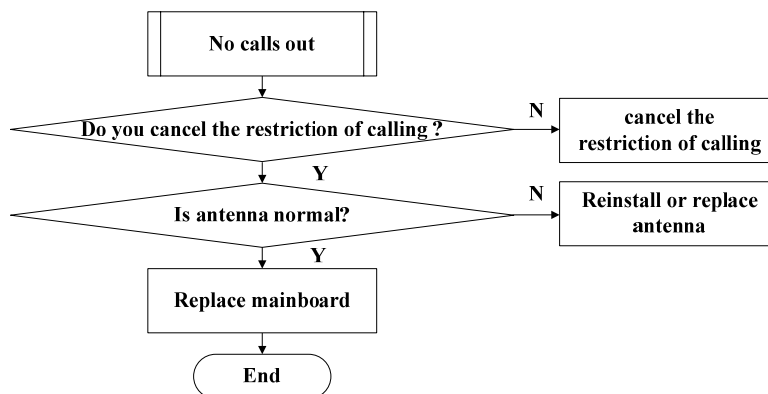 No calls out
N
Do you cancel the restriction of calling ?
cancel the
restriction of calling
Y
N
Is antenna normal?
Reinstall or replace
antenna
Y
Replace mainboard
End